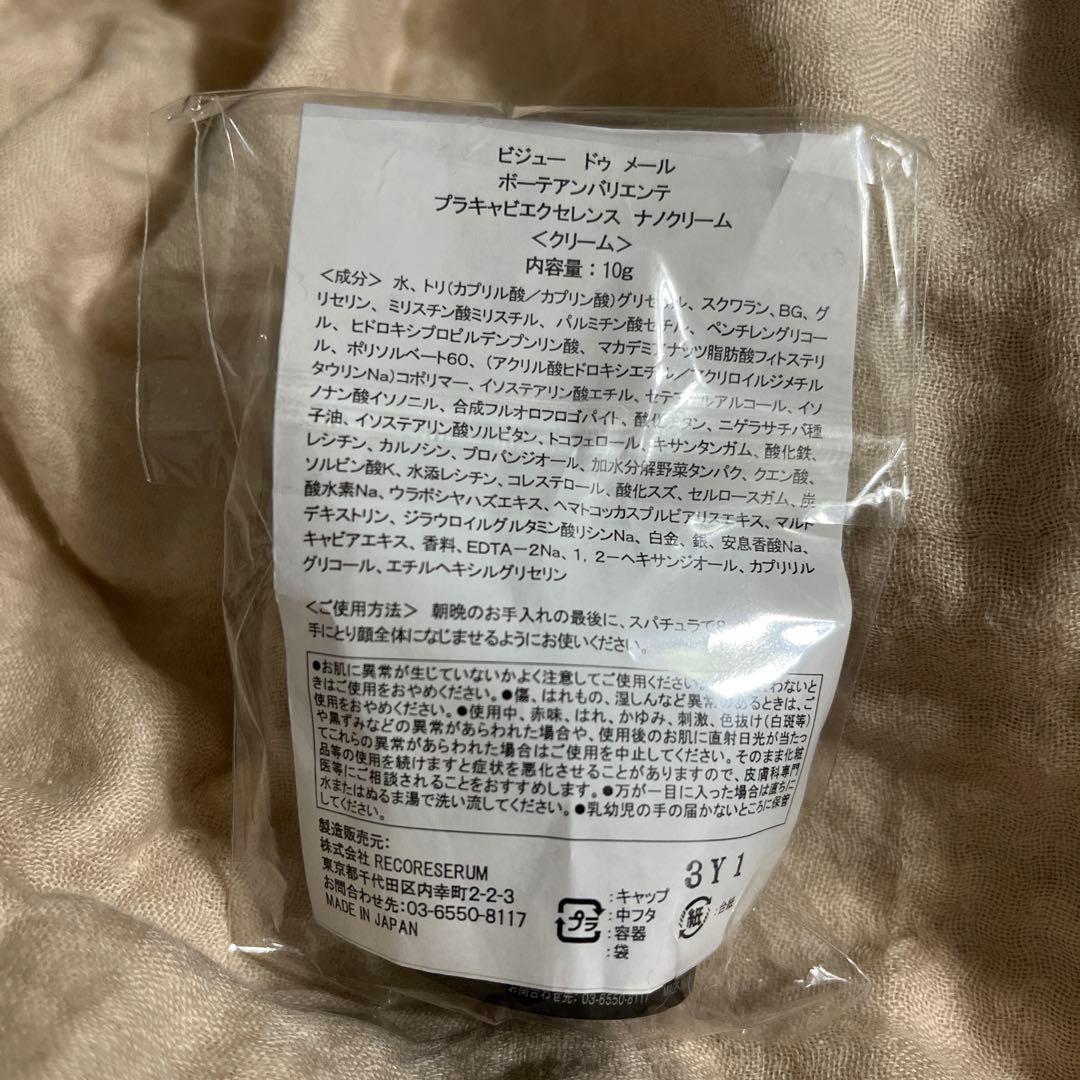 ビジュー ドゥ メール
ボーテアンバリエンテ
プラキャビエクセレンス ナノクリーム
＜クリーム＞
内容量：10g
＜成分＞ 水、トリ(カプリル酸／カプリン酸)グリセリル、スクワラン、BG、グ
リセリン、ミリスチン酸ミリスチル、パルミチン酸セチル、ペンチレングリコー
ル、ヒドロキシプロピルデンプンリン酸、マカデミアナッツ脂肪酸フィトステリ
ル、ポリソルベート60、(アクリル酸ヒドロキシエチル／アクリロイルジメチル
タウリンNa)コポリマー、イソステアリン酸エチル、セテアリルアルコール、イソ
ノナン酸イソノニル、合成フルオロフロゴパイト、酸化チタン、ニゲラサチバ種
子油、イソステアリン酸ソルビタン、トコフェロール、キサンタンガム、酸化鉄、
レシチン、カルノシン、プロパンジオール、加水分解野菜タンパク、クエン酸、
ソルビン酸K、水添レシチン、コレステロール、酸化スズ、セルロースガム、炭
酸水素Na、ウラボシヤハズエキス、ヘマトコッカスプルビアリスエキス、マルト
デキストリン、ジラウロイルグルタミン酸リシンNa、白金、銀、安息香酸Na、
キャビアエキス、香料、EDTA－2Na、1，2－ヘキサンジオール、カプリリル
グリコール、エチルヘキシルグリセリン
＜ご使用方法＞ 朝晩のお手入れの最後に、スパチュラで
手にとり顔全体になじませるようにお使いください。
●お肌に異常が生じていないかよく注意してご使用ください わないと
きはご使用をおやめください。●傷、はれもの、湿しんなど異常のあるときは、ご
使用をおやめください。●使用中、赤味、はれ、かゆみ、刺激、色抜け(白斑等)
や黒ずみなどの異常があらわれた場合や、使用後のお肌に直射日光が当たっ
てこれらの異常があらわれた場合はご使用を中止してください。そのまま化粧
品等の使用を続けますと症状を悪化させることがありますので、皮膚科専門
医等にご相談されることをおすすめします。●万が一目に入った場合は直ちに
水またはぬるま湯で洗い流してください。●乳幼児の手の届かないところに保管
してください。
製造販売元：
株式会社 RECORESERUM
東京都千代田区内幸町2-2-3
お問合わせ先：03-6550-8117
MADE IN JAPAN
3Y1
プラ
：キャップ
：中フタ
：容器
：袋
紙
：台紙
お問合わせ先：03-6550-8117